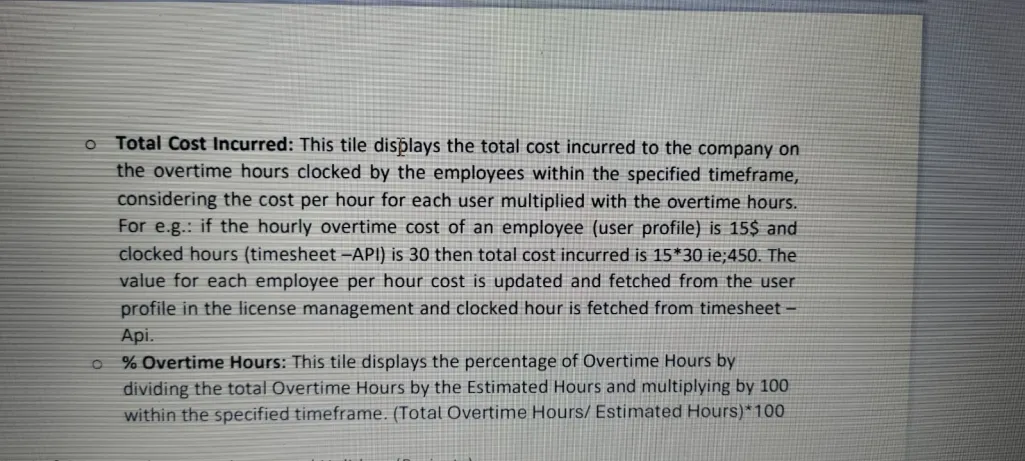 o Total Cost Incurred: This tile displays the total cost incurred to the company on
the overtime hours clocked by the employees within the specified timeframe,
considering the cost per hour for each user multiplied with the overtime hours.
For e.g.: if the hourly overtime cost of an employee (user profile) is 15$ and
clocked hours (timesheet –API) is 30 then total cost incurred is 15*30 ie;450. The
value for each employee per hour cost is updated and fetched from the user
profile in the license management and clocked hour is fetched from timesheet –
Api.
o % Overtime Hours: This tile displays the percentage of Overtime Hours by
dividing the total Overtime Hours by the Estimated Hours and multiplying by 100
within the specified timeframe. (Total Overtime Hours/ Estimated Hours)*100